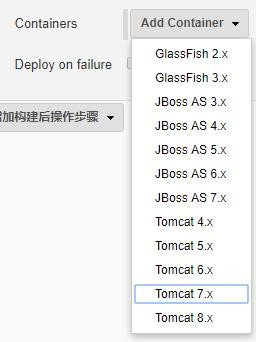 Containers
Add Container
Deploy on failure
增加构建后操作步骤
GlassFish 2.x
GlassFish 3.x
JBoss AS 3.x
JBoss AS 4.x
JBoss AS 5.x
JBoss AS 6.x
JBoss AS 7.x
Tomcat 4.x
Tomcat 5.x
Tomcat 6.x
Tomcat 7.x
Tomcat 8.x